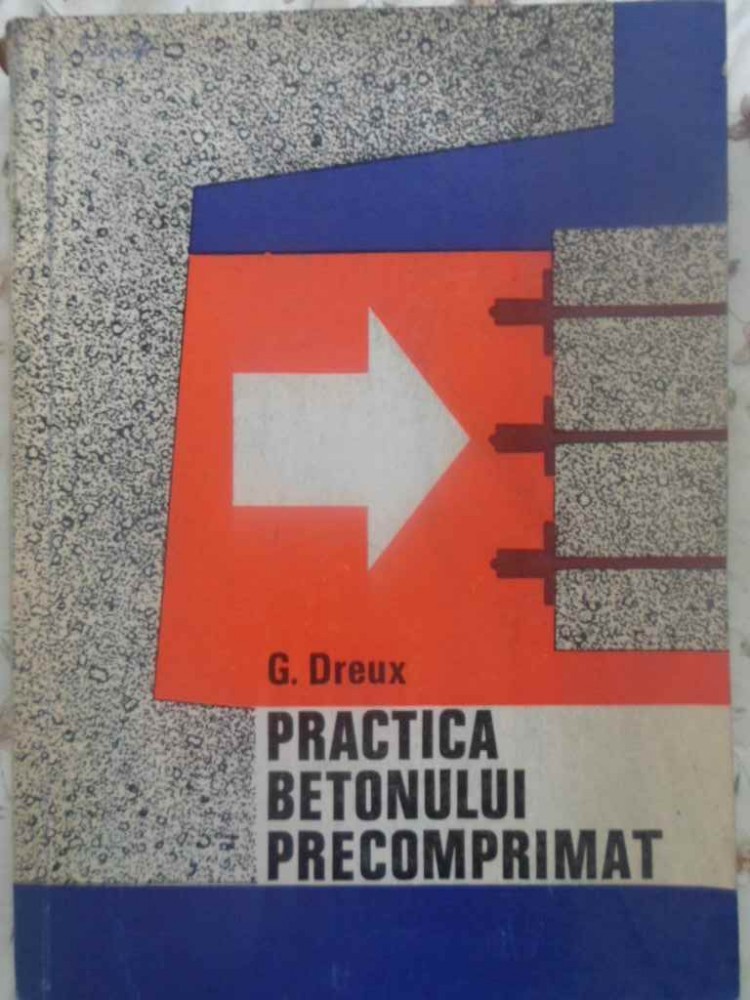 G. Dreux
PRACTICA
BETONULUI
PRECOMPRIMAT